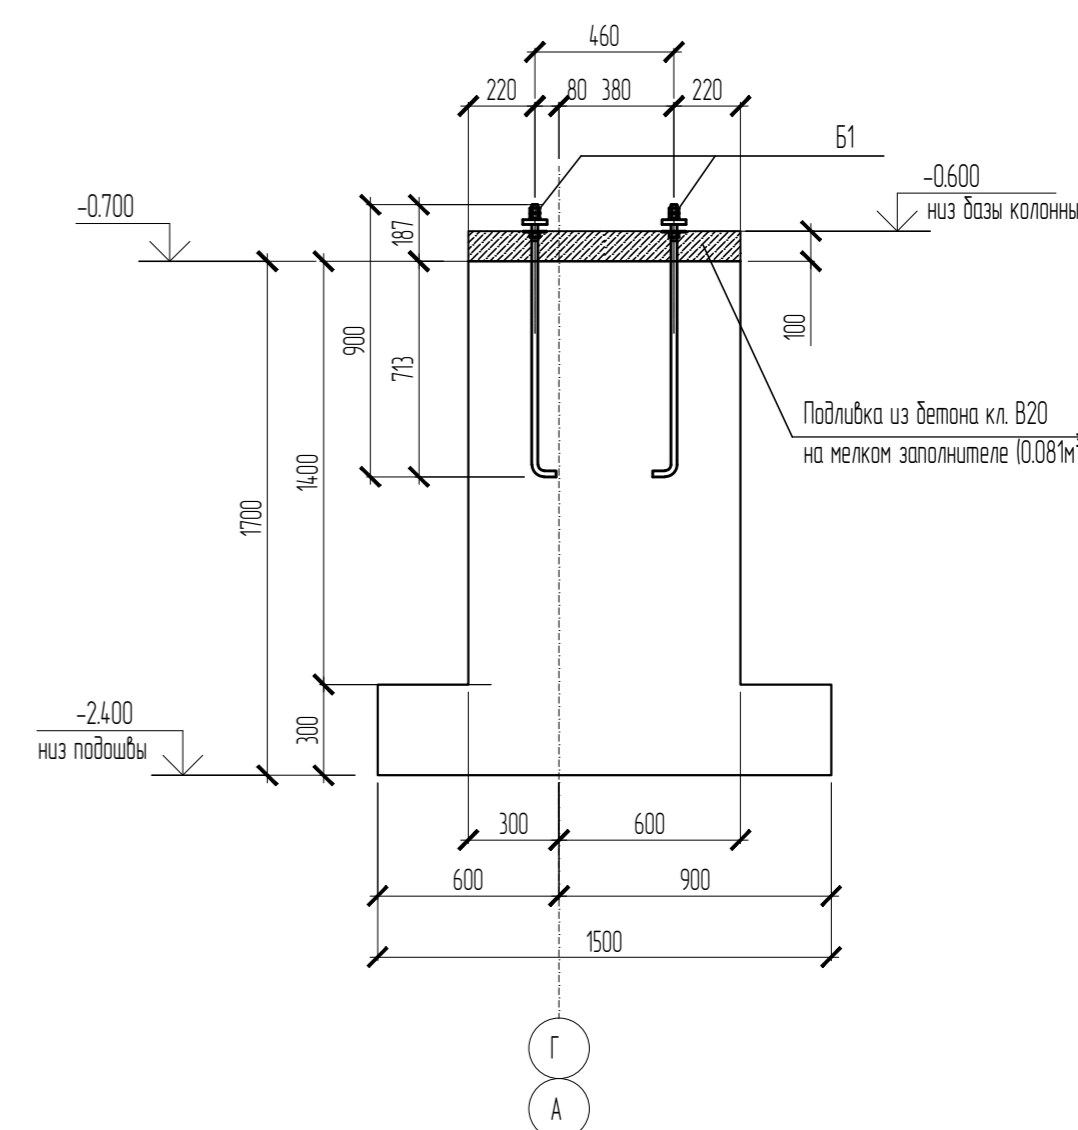 460
220 80 380 220
Б1
-0.600
низ базы колонны
-0.700
187
900
713
100
Подливка из бетона кл. В20
на мелком заполнителе (0.081м³
1400
1700
300
-2.400
низ подошвы
300 600
600 900
1500
Г
А